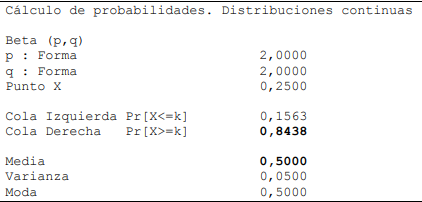 Cálculo de probabilidades. Distribuciones continuas
Beta (p,q)
p : Forma 2,0000
q : Forma 2,0000
Punto X 0,2500
Cola Izquierda Pr[X<=k] 0,1563
Cola Derecha Pr[X>=k] 0,8438
Media 0,5000
Varianza 0,0500
Moda 0,5000